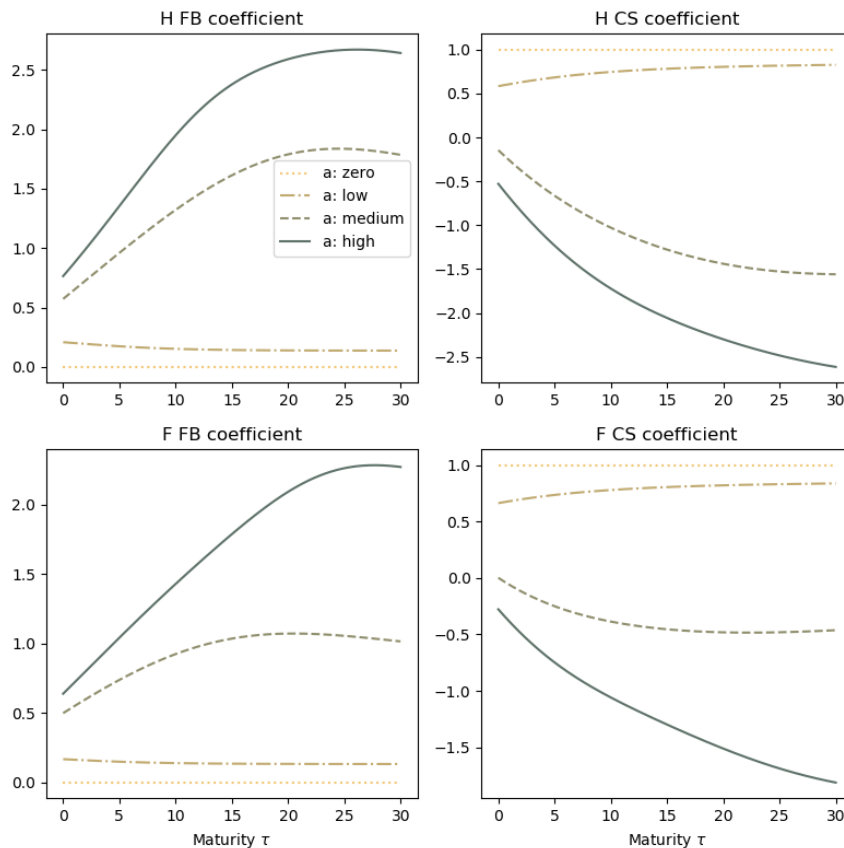 H FB coefficient
2.5
2.0
1.5
1.0
0.5
0.0
a: zero
a: low
a: medium
a: high
0 5 10 15 20 25 30
H CS coefficient
1.0
0.5
0.0
−0.5
−1.0
−1.5
−2.0
−2.5
0 5 10 15 20 25 30
F FB coefficient
2.0
1.5
1.0
0.5
0.0
0 5 10 15 20 25 30
Maturity τ
F CS coefficient
1.0
0.5
0.0
−0.5
−1.0
−1.5
0 5 10 15 20 25 30
Maturity τ